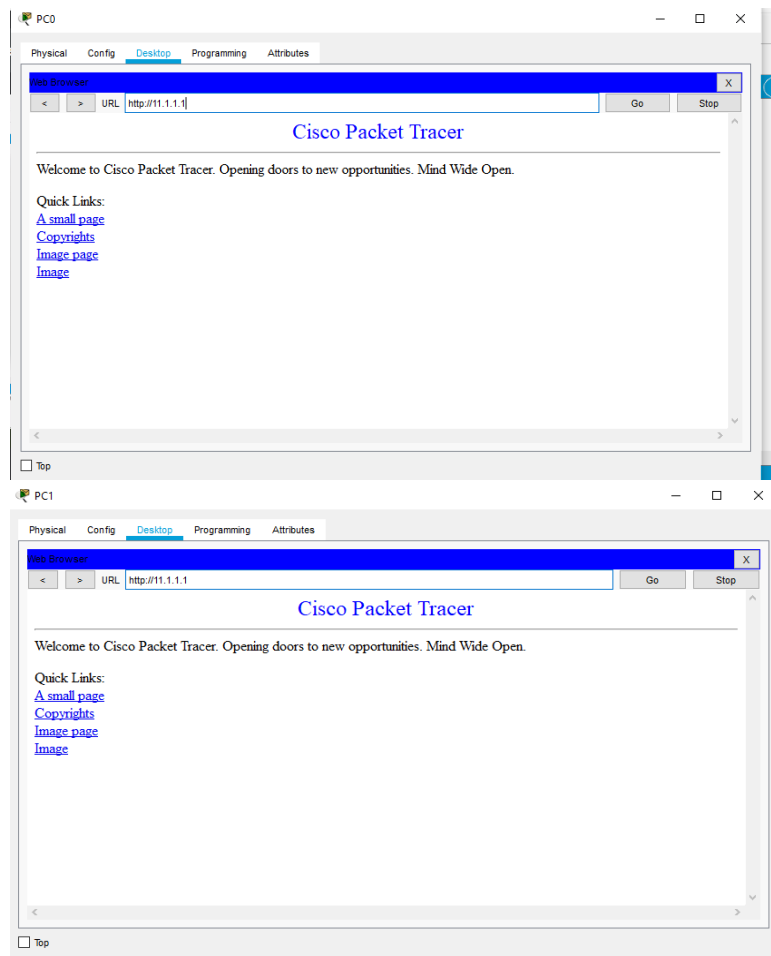 PC0
Physical Config Desktop Programming Attributes
Web Browser X
< > URL http://11.1.1.1 Go Stop
Cisco Packet Tracer
Welcome to Cisco Packet Tracer. Opening doors to new opportunities. Mind Wide Open.
Quick Links:
A small page
Copyrights
Image page
Image
Top
PC1
Physical Config Desktop Programming Attributes
Web Browser X
< > URL http://11.1.1.1 Go Stop
Cisco Packet Tracer
Welcome to Cisco Packet Tracer. Opening doors to new opportunities. Mind Wide Open.
Quick Links:
A small page
Copyrights
Image page
Image
Top